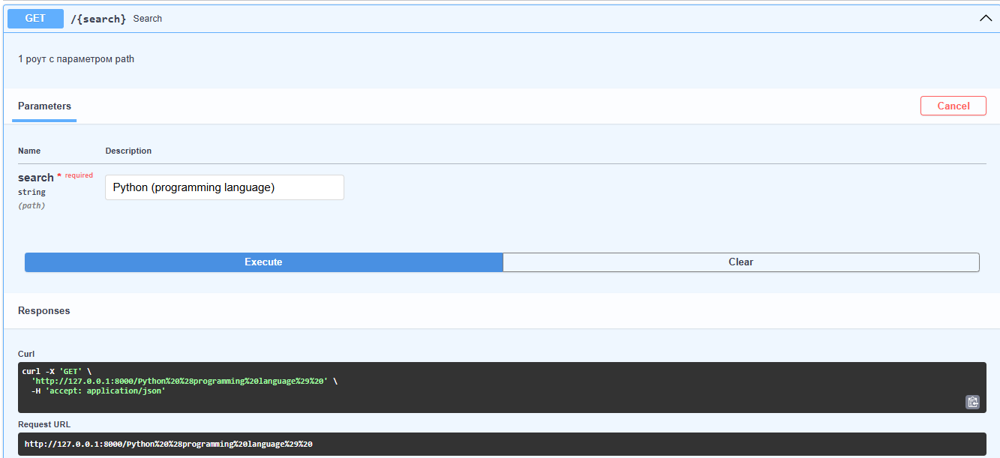 GET /{search} Search
1 роут с параметром path
Parameters
Cancel
Name Description
search * required
string
(path)
Python (programming language)
Execute
Clear
Responses
Curl
curl -X 'GET' \
'http://127.0.0.1:8000/Python%20%28programming%20language%29%20' \
-H 'accept: application/json'
Request URL
http://127.0.0.1:8000/Python%20%28programming%20language%29%20